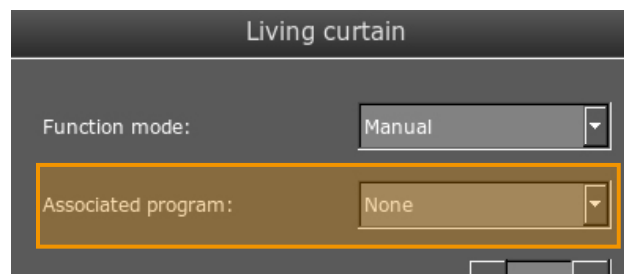 Living curtain
Function mode: Manual
Associated program: None